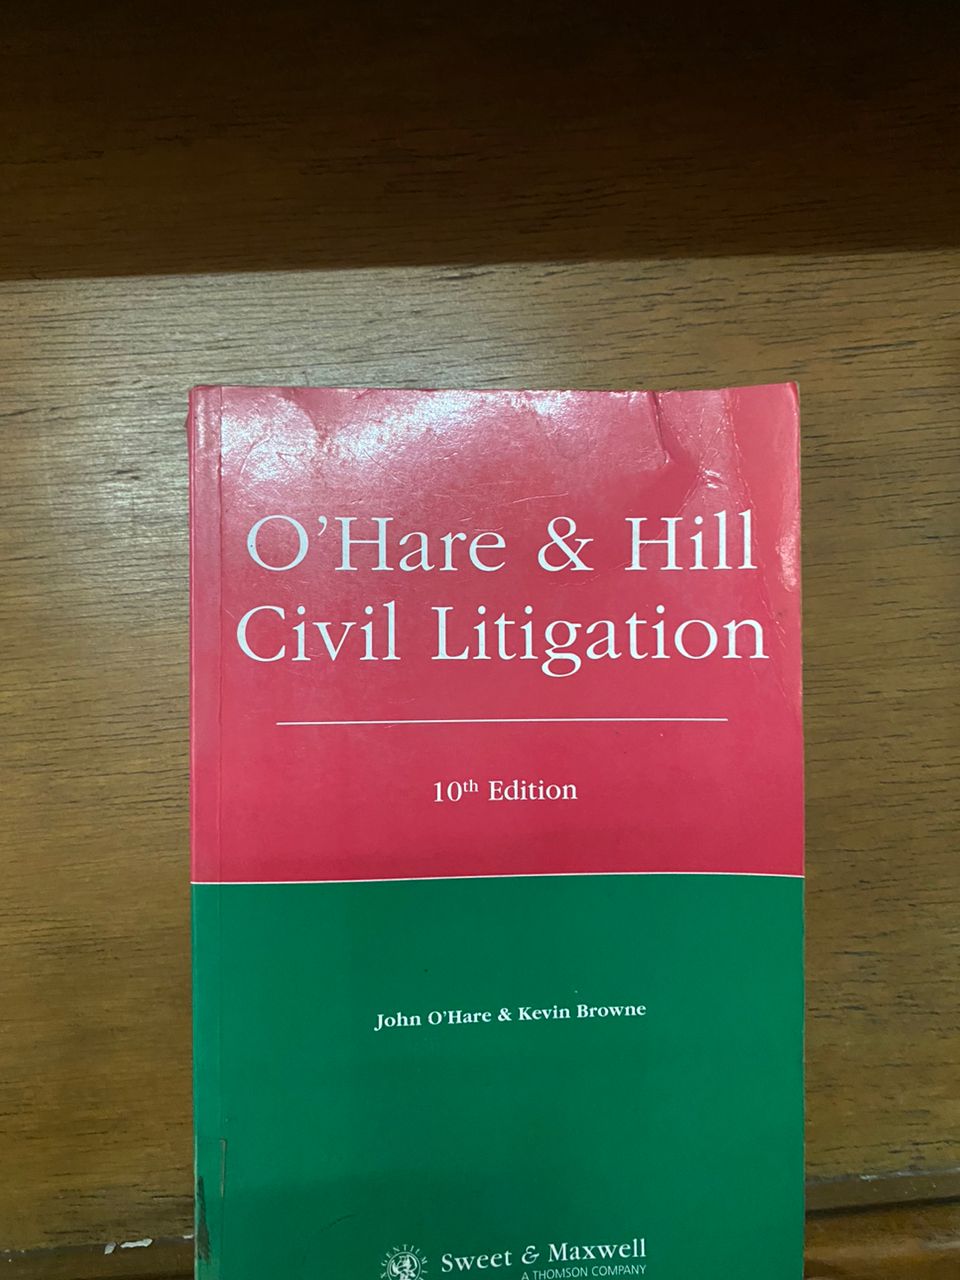 O'Hare & Hill
Civil Litigation
10th Edition
John O'Hare & Kevin Browne
Sweet & Maxwell
A THOMSON COMPANY